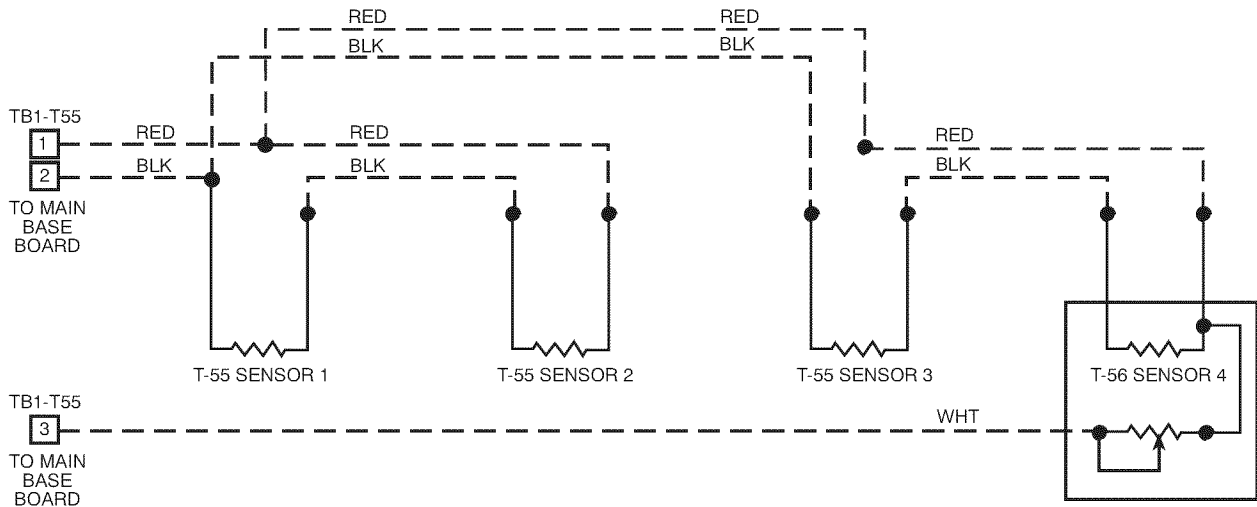 RED RED
BLK BLK
TB1-T55
1 RED RED RED
2 BLK BLK BLK
TO MAIN
BASE
BOARD
T-55 SENSOR 1 T-55 SENSOR 2 T-55 SENSOR 3 T-56 SENSOR 4
TB1-T55
3 WHT
TO MAIN
BASE
BOARD